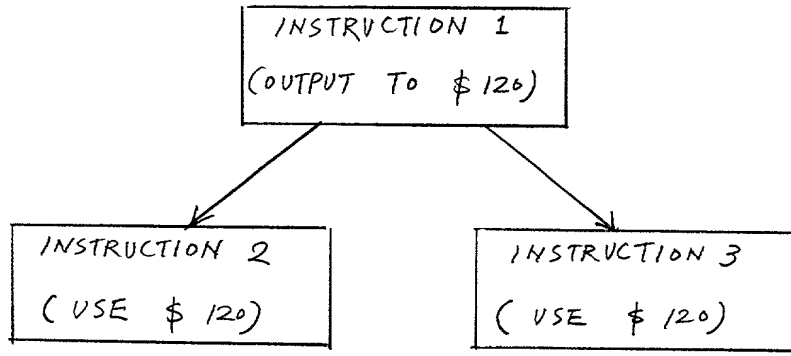 INSTRUCTION 1
(OUTPUT TO $ 120)
INSTRUCTION 2
(USE $ 120)
INSTRUCTION 3
(USE $ 120)